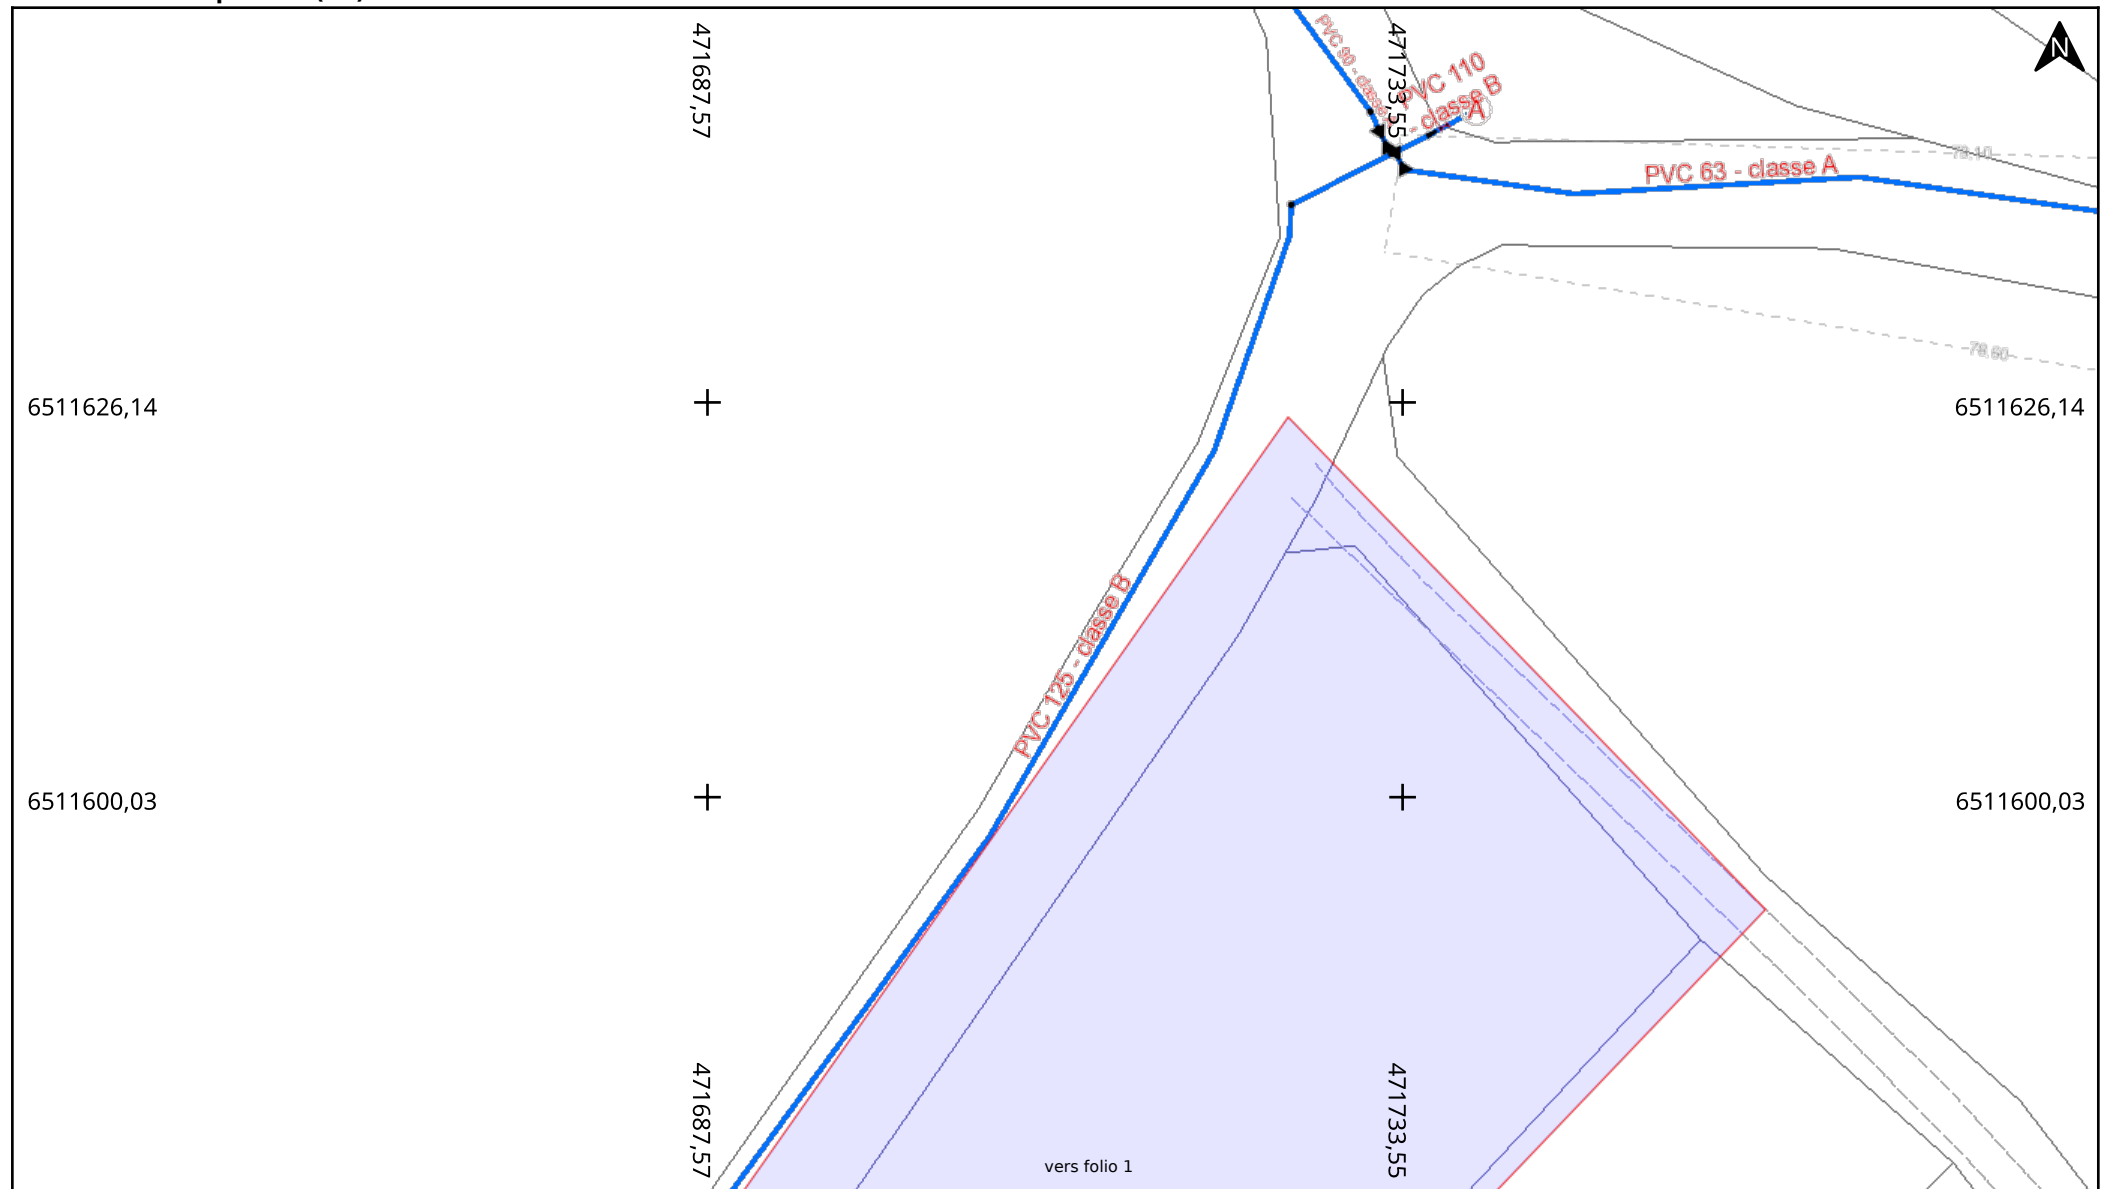 471687,57
471733,55
N
PVC 110
- classe B
A
PVC 63 - classe A
6511626,14
6511626,14
PVC 125 - classe B
6511600,03
6511600,03
471687,57
471733,55
vers folio 1